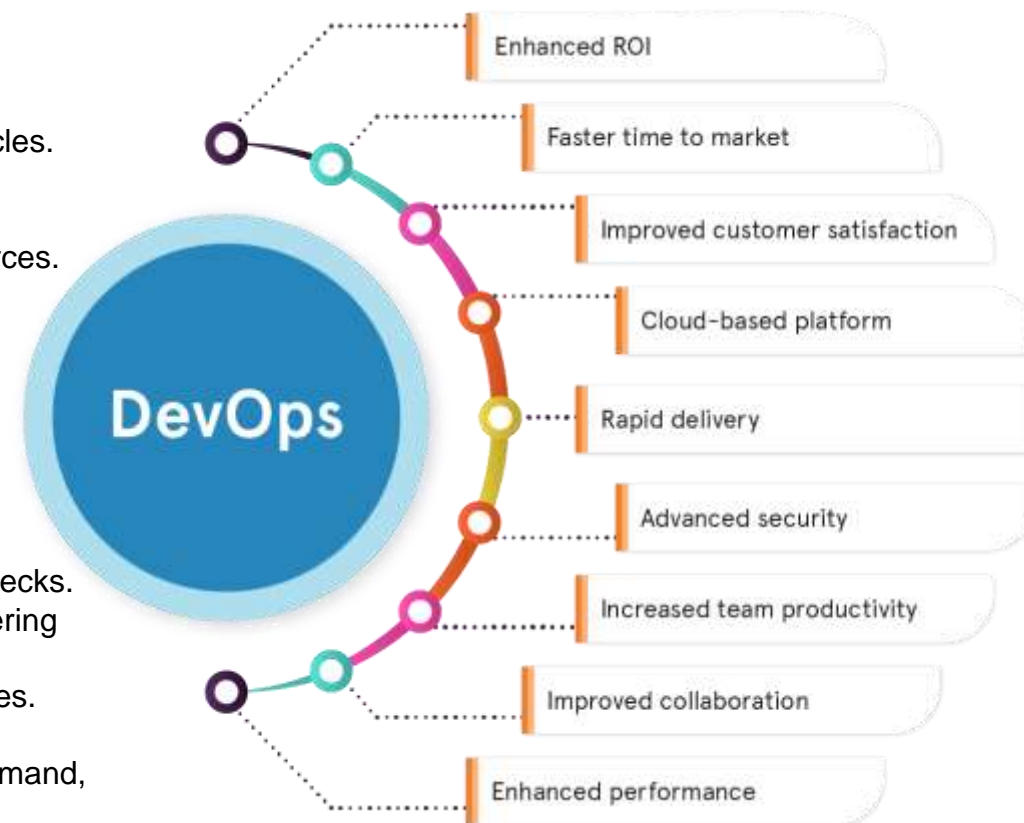 cles.
rces.
ecks.
ering
es.
mand,
DevOps
Enhanced ROI
Faster time to market
Improved customer satisfaction
Cloud-based platform
Rapid delivery
Advanced security
Increased team productivity
Improved collaboration
Enhanced performance